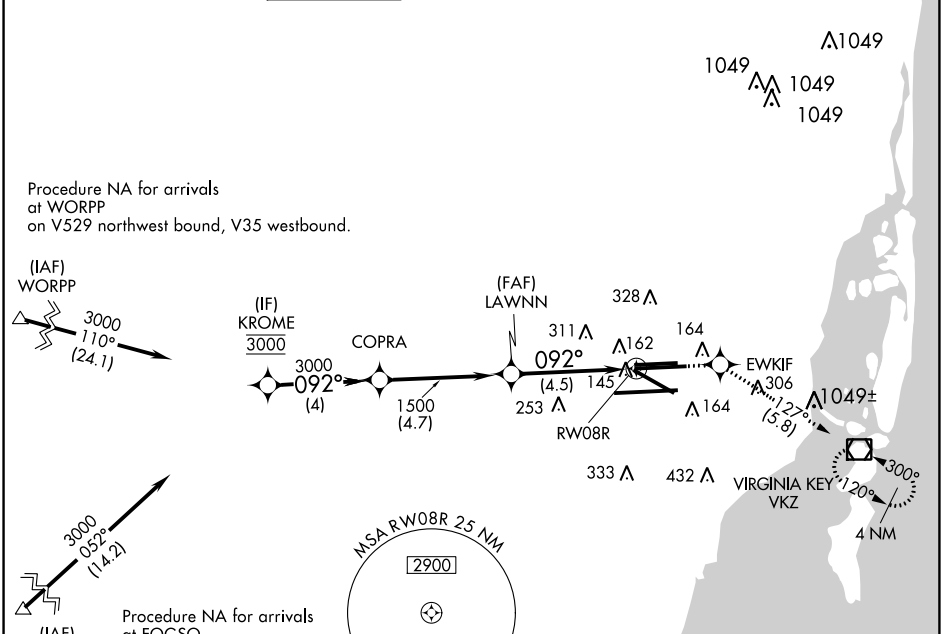 1049
1049
1049
1049
Procedure NA for arrivals
at WORPP
on V529 northwest bound, V35 westbound.
(IAF)
WORPP
3000
110°
(24.1)
(IF)
KROME
3000
3000
092°
(4)
COPRA
1500
(4.7)
(FAF)
LAWNN
092°
(4.5)
328
311
162
164
145
253
RW08R
164
EWKIF
306
127°
(5.8)
1049±
333
432
VIRGINIA KEY
VKZ
300°
120°
4 NM
3000
052°
(14.2)
MSA RW08R 25 NM
2900
Procedure NA for arrivals
(IAF)